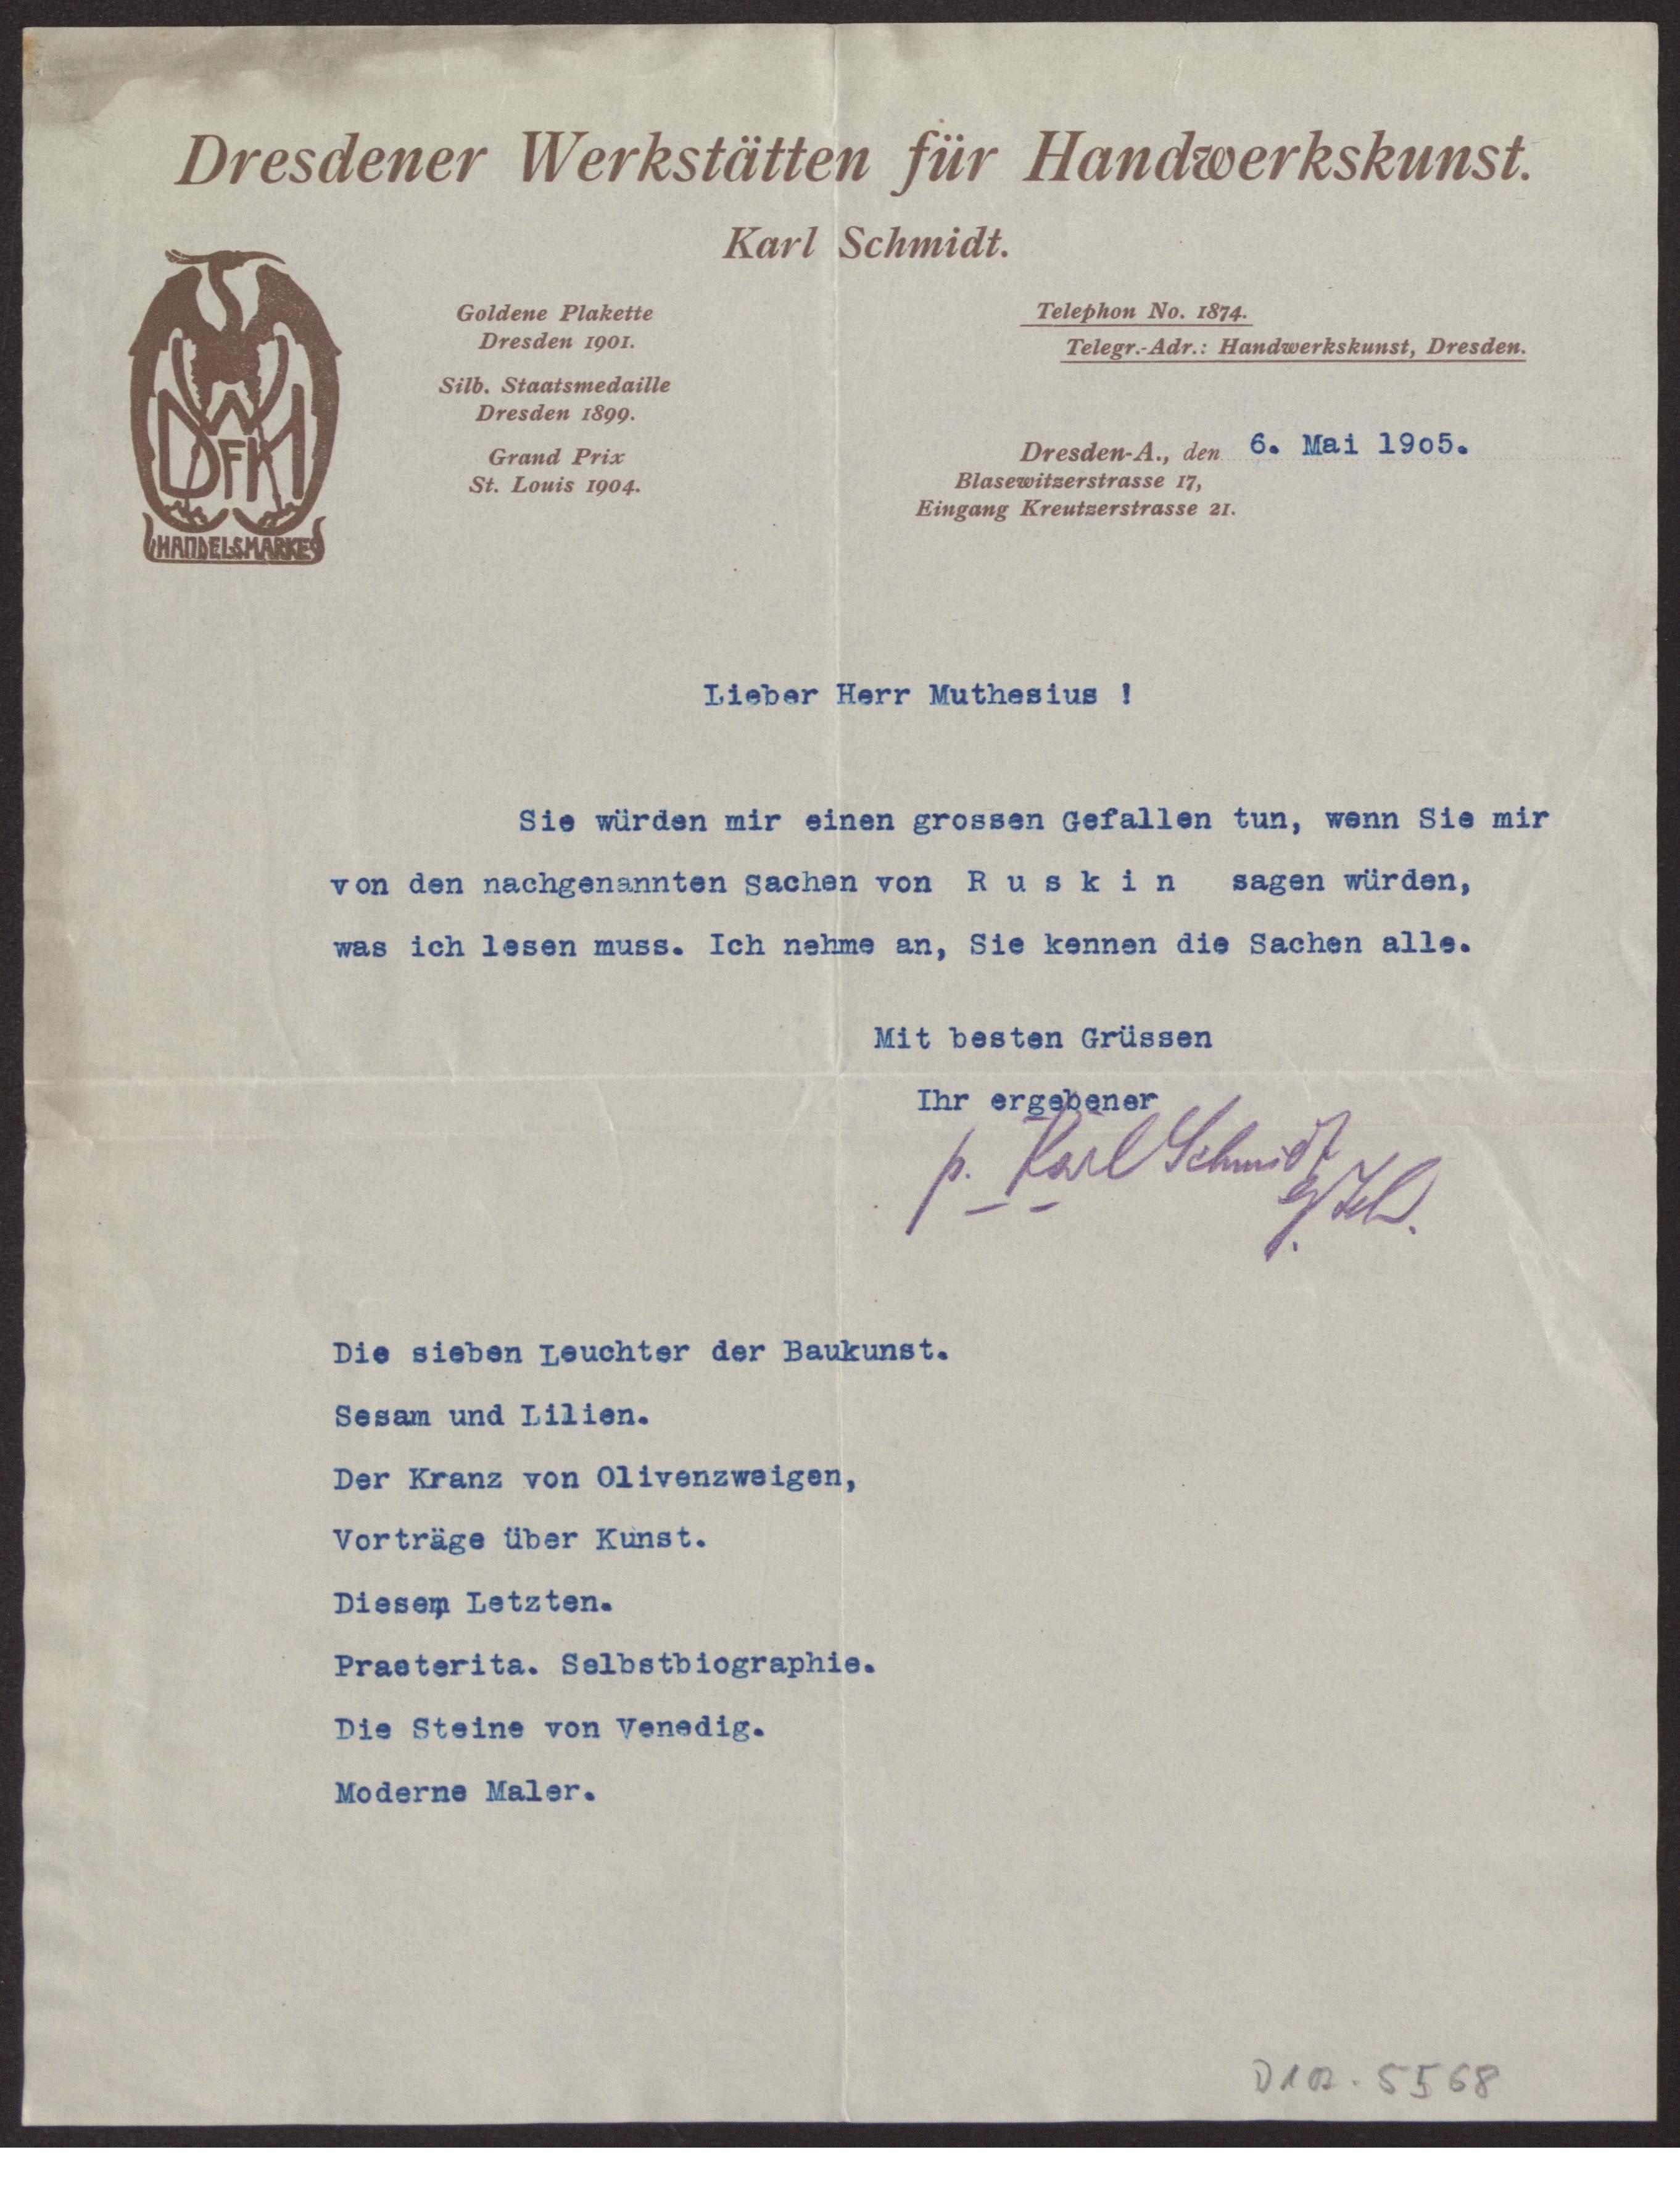 Dresdener Werkstätten für Handwerkskunst.
Karl Schmidt.
DWFHK
HANDELSMARKE
Goldene Plakette
Dresden 1901.
Silb. Staatsmedaille
Dresden 1899.
Grand Prix
St. Louis 1904.
Telephon No. 1874.
Telegr.-Adr.: Handwerkskunst, Dresden.
Dresden-A., den 6. Mai 1905.
Blasewitzerstrasse 17,
Eingang Kreutzerstrasse 21.
Lieber Herr Muthesius !
Sie würden mir einen grossen Gefallen tun, wenn Sie mir
von den nachgenannten Sachen von R u s k i n sagen würden,
was ich lesen muss. Ich nehme an, Sie kennen die Sachen alle.
Mit besten Grüssen
Ihr ergebener
p. Karl Schmidt
Die sieben Leuchter der Baukunst.
Sesam und Lilien.
Der Kranz von Olivenzweigen,
Vorträge über Kunst.
Diesem Letzten.
Praeterita. Selbstbiographie.
Die Steine von Venedig.
Moderne Maler.
D102-5568